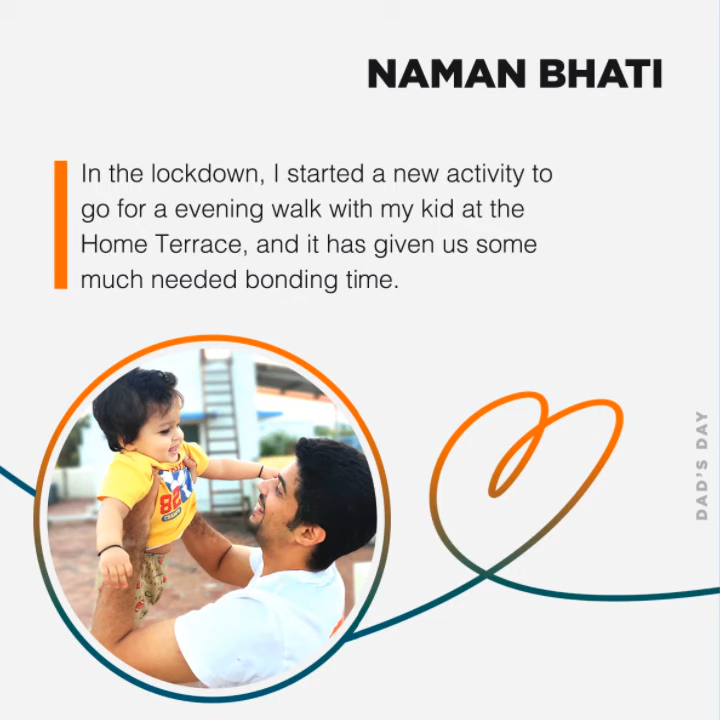 NAMAN BHATI
In the lockdown, I started a new activity to
go for a evening walk with my kid at the
Home Terrace, and it has given us some
much needed bonding time.
82
DAD'S DAY